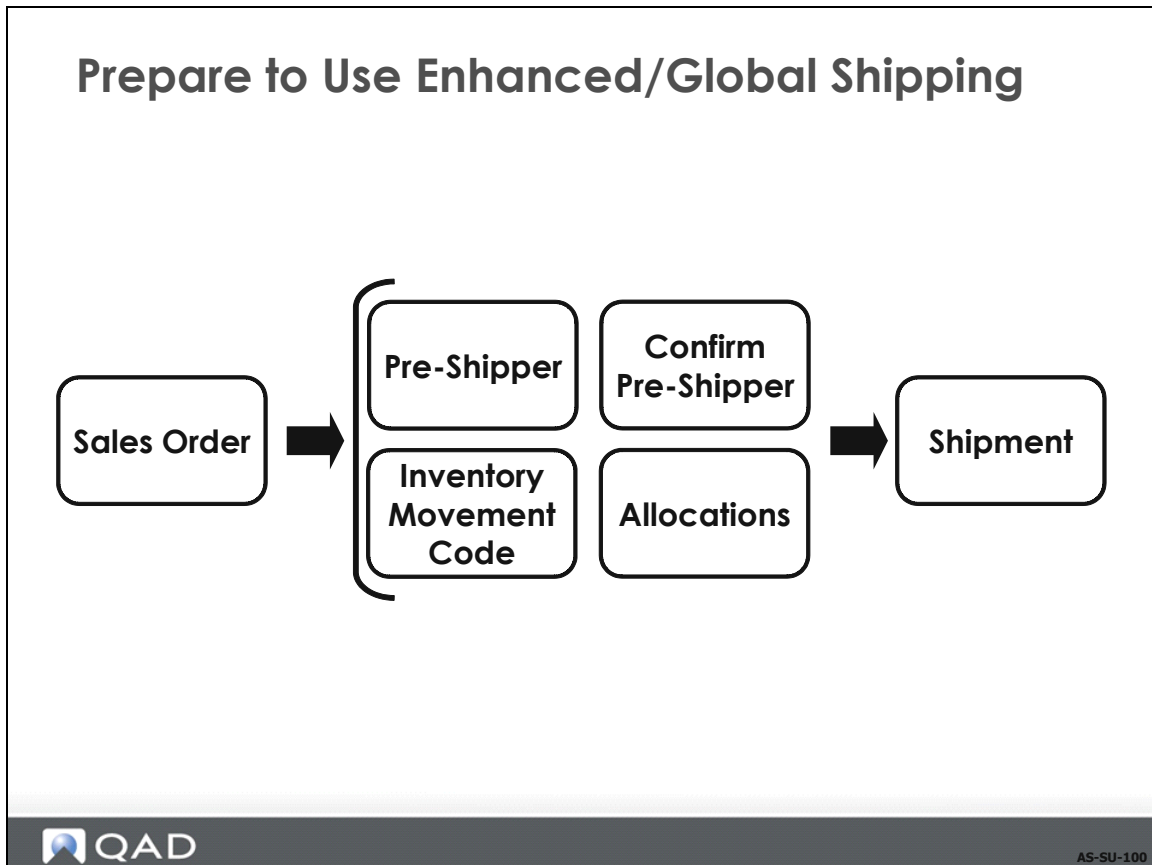 Prepare to Use Enhanced/Global Shipping
Sales Order
Pre-Shipper
Confirm
Pre-Shipper
Inventory
Movement
Code
Allocations
Shipment
QAD
AS-SU-100